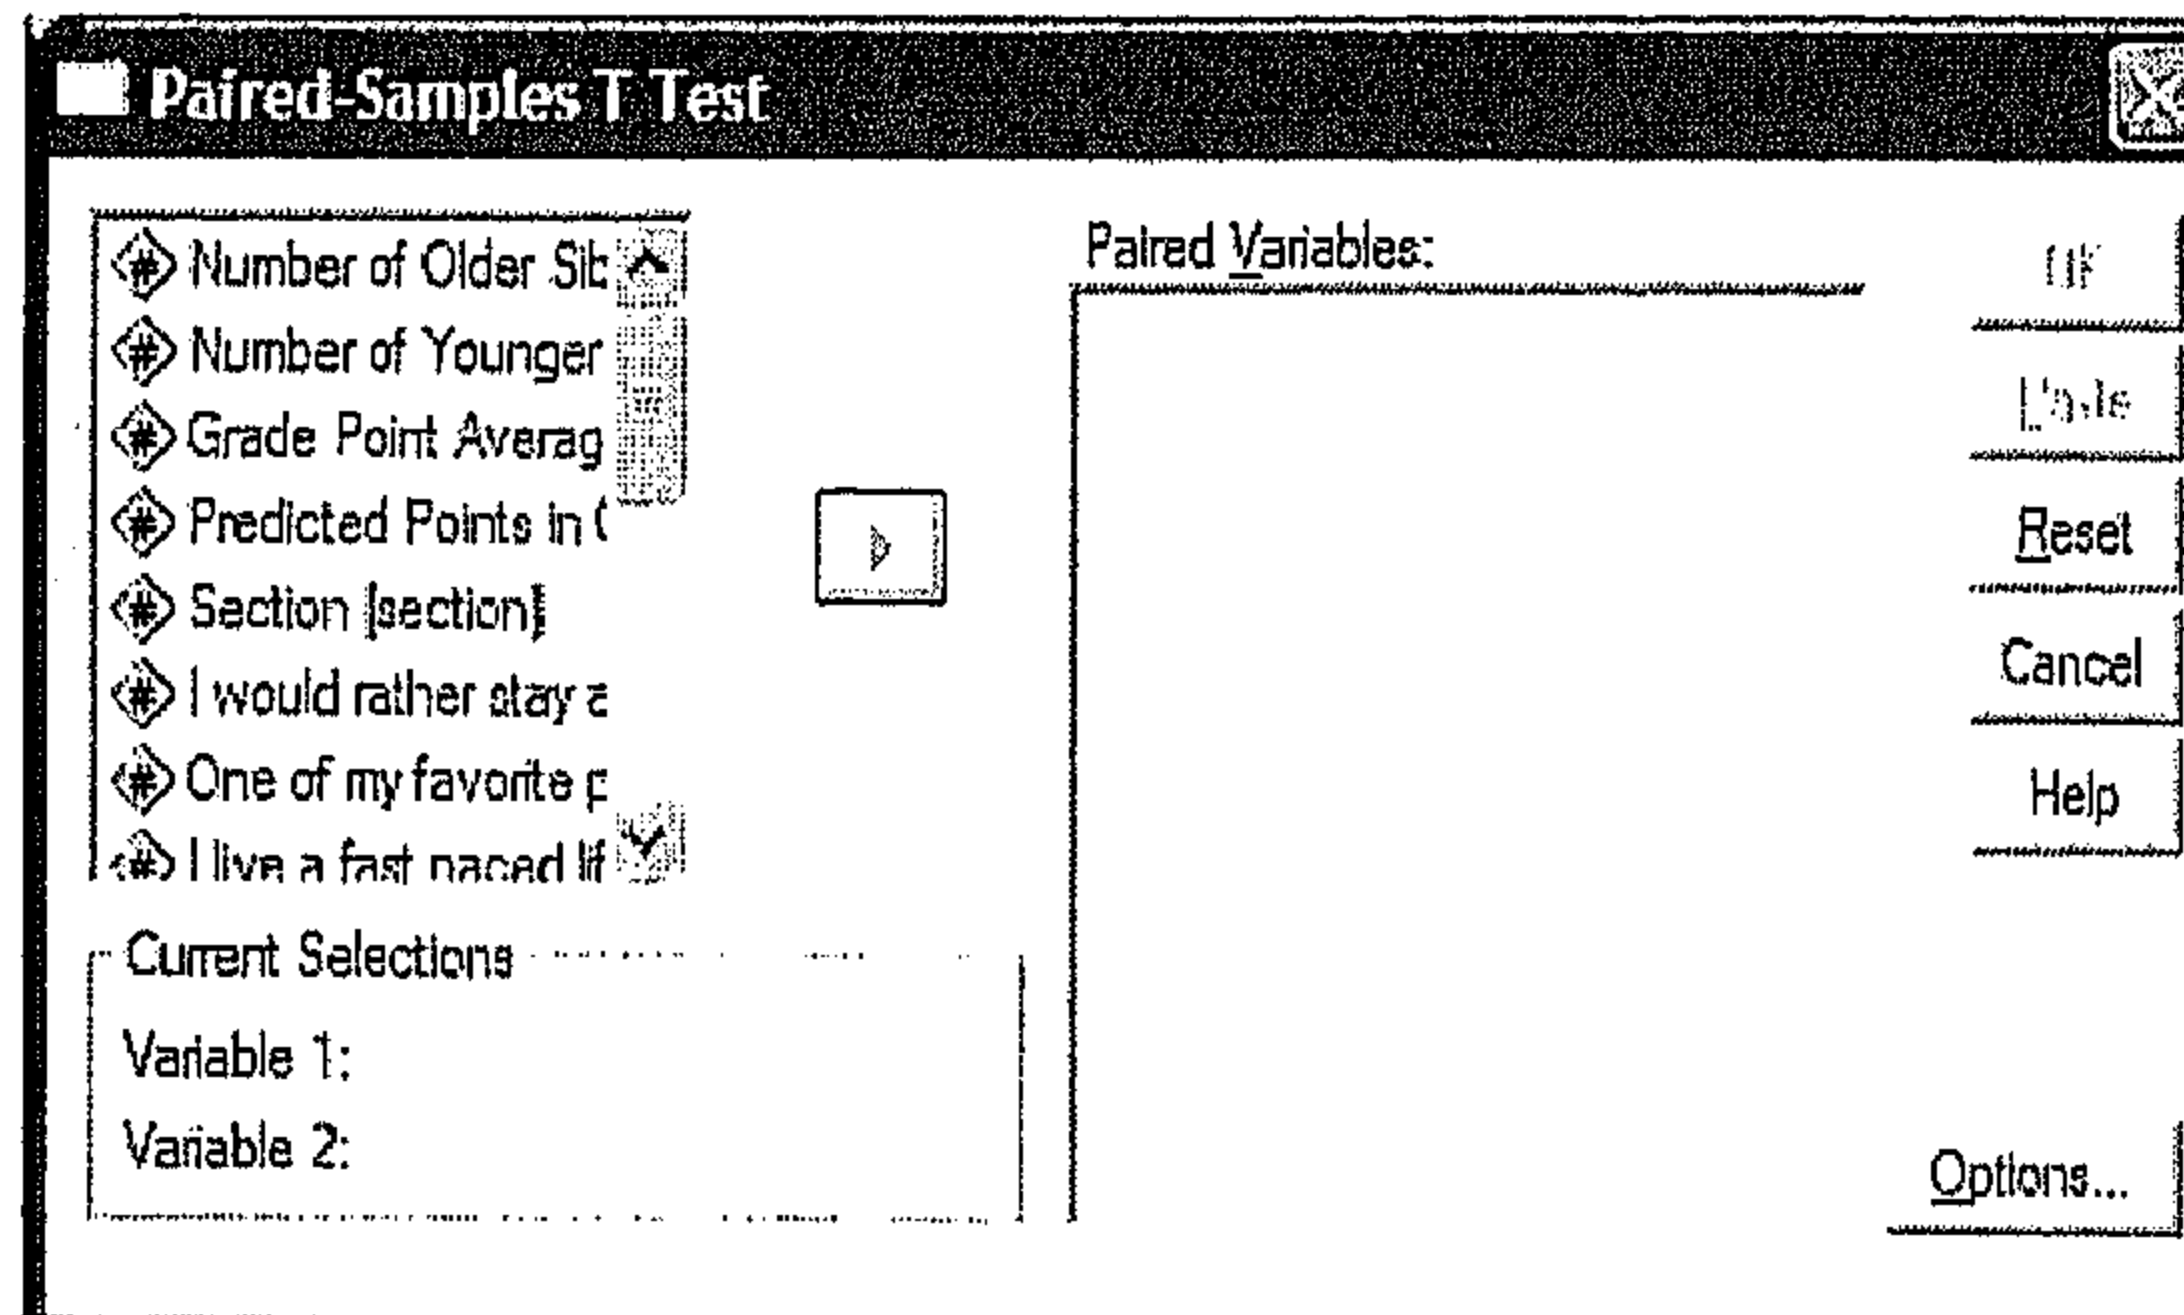 Paired-Samples T Test
Number of Older Sib
Number of Younger
Grade Point Averag
Predicted Points in
Section [section]
I would rather stay a
One of my favorite p
I live a fast paced lif
Current Selections
Variable 1:
Variable 2:
Paired Variables:
OK
Paste
Reset
Cancel
Help
Options...